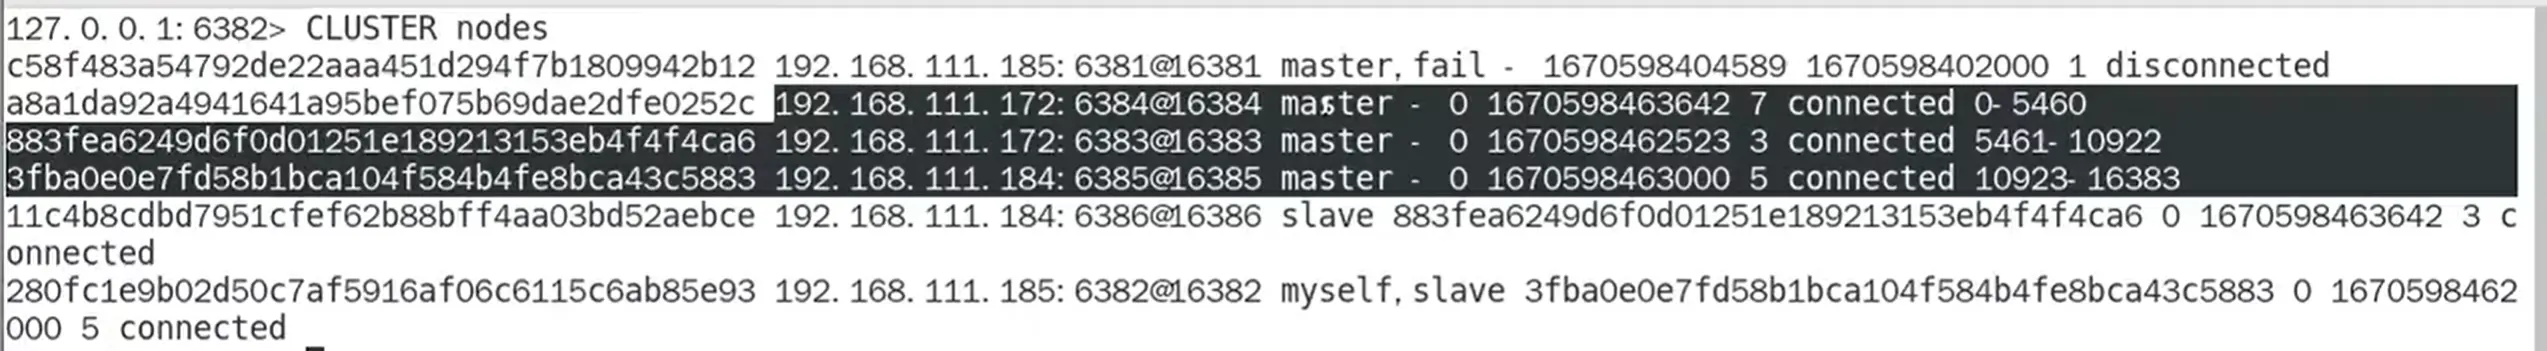 127.0.0.1:6382> CLUSTER nodes
c58f483a54792de22aaa451d294f7b1809942b12 192.168.111.185:6381@16381 master,fail - 1670598404589 1670598402000 1 disconnected
a8a1da92a4941641a95bef075b69dae2dfe0252c 192.168.111.172:6384@16384 master - 0 1670598463642 7 connected 0-5460
883fea6249d6f0d01251e189213153eb4f4f4ca6 192.168.111.172:6383@16383 master - 0 1670598462523 3 connected 5461-10922
3fba0e0e7fd58b1bca104f584b4fe8bca43c5883 192.168.111.184:6385@16385 master - 0 1670598463000 5 connected 10923-16383
11c4b8cdbd7951cfef62b88bff4aa03bd52aebce 192.168.111.184:6386@16386 slave 883fea6249d6f0d01251e189213153eb4f4f4ca6 0 1670598463642 3 c
onnected
280fc1e9b02d50c7af5916af06c6115c6ab85e93 192.168.111.185:6382@16382 myself,slave 3fba0e0e7fd58b1bca104f584b4fe8bca43c5883 0 1670598462
000 5 connected